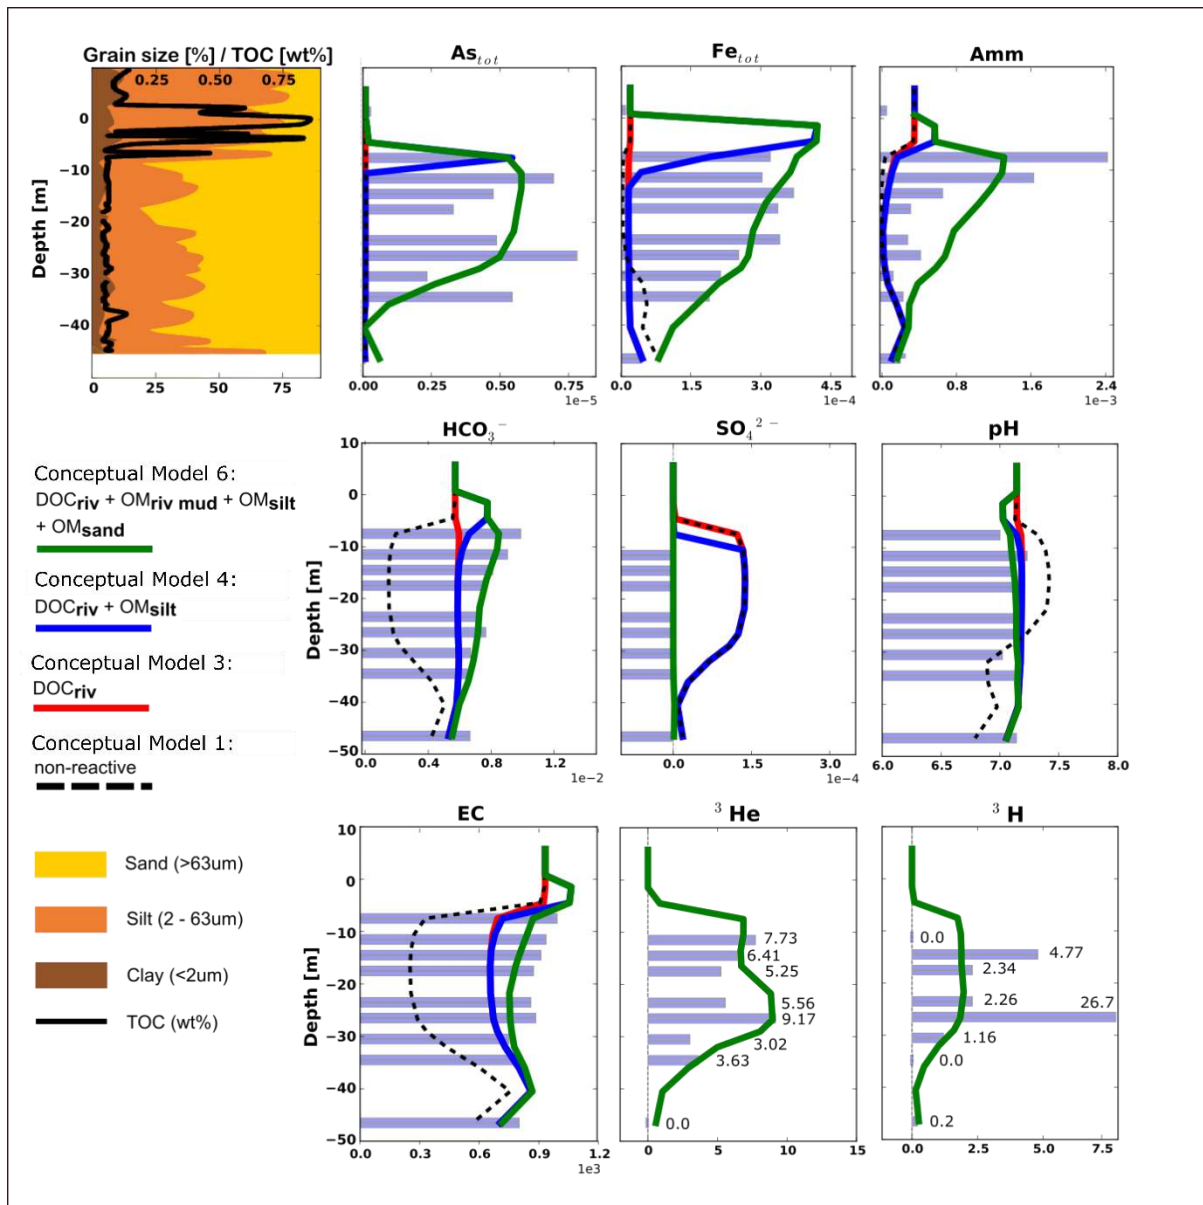 Grain size [%] / TOC [wt%]
0.25 0.50 0.75
Depth [m]
0
−10
−20
−30
−40
0 25 50 75
As tot
0.00 0.25 0.50 0.75
1e-5
Fe tot
0.0 1.5 3.0 4.5
1e-4
Amm
0.0 0.8 1.6 2.4
1e-3
Conceptual Model 6:
DOCriv + OMriv mud + OMsilt
+ OMsand
Conceptual Model 4:
DOCriv + OMsilt
Conceptual Model 3:
DOCriv
Conceptual Model 1:
non-reactive
HCO₃⁻
Depth [m]
10
0
−10
−20
−30
−40
−50
0.0 0.4 0.8 1.2
1e-2
SO₄²⁻
0.0 0.8 1.6
1e-4
pH
6.0 6.5 7.0 7.5 8.0
Sand (>63um)
Silt (2 - 63um)
Clay (<2um)
TOC (wt%)
EC
Depth [m]
10
0
−10
−20
−30
−40
−50
0.0 0.3 0.6 0.9 1.2
1e3
³ He
7.73
6.41
5.25
5.56
9.17
3.02
3.63
0.0
0 5 10 15
³ H
0.0
4.77
2.34
2.26
26.7
1.16
0.0
0.2
0 2.5 5.0 7.5